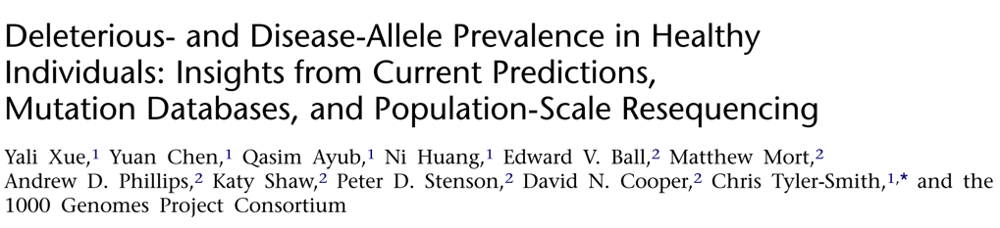 Deleterious- and Disease-Allele Prevalence in Healthy
Individuals: Insights from Current Predictions,
Mutation Databases, and Population-Scale Resequencing
Yali Xue,1 Yuan Chen,1 Qasim Ayub,1 Ni Huang,1 Edward V. Ball,2 Matthew Mort,2
Andrew D. Phillips,2 Katy Shaw,2 Peter D. Stenson,2 David N. Cooper,2 Chris Tyler-Smith,1,* and the
1000 Genomes Project Consortium